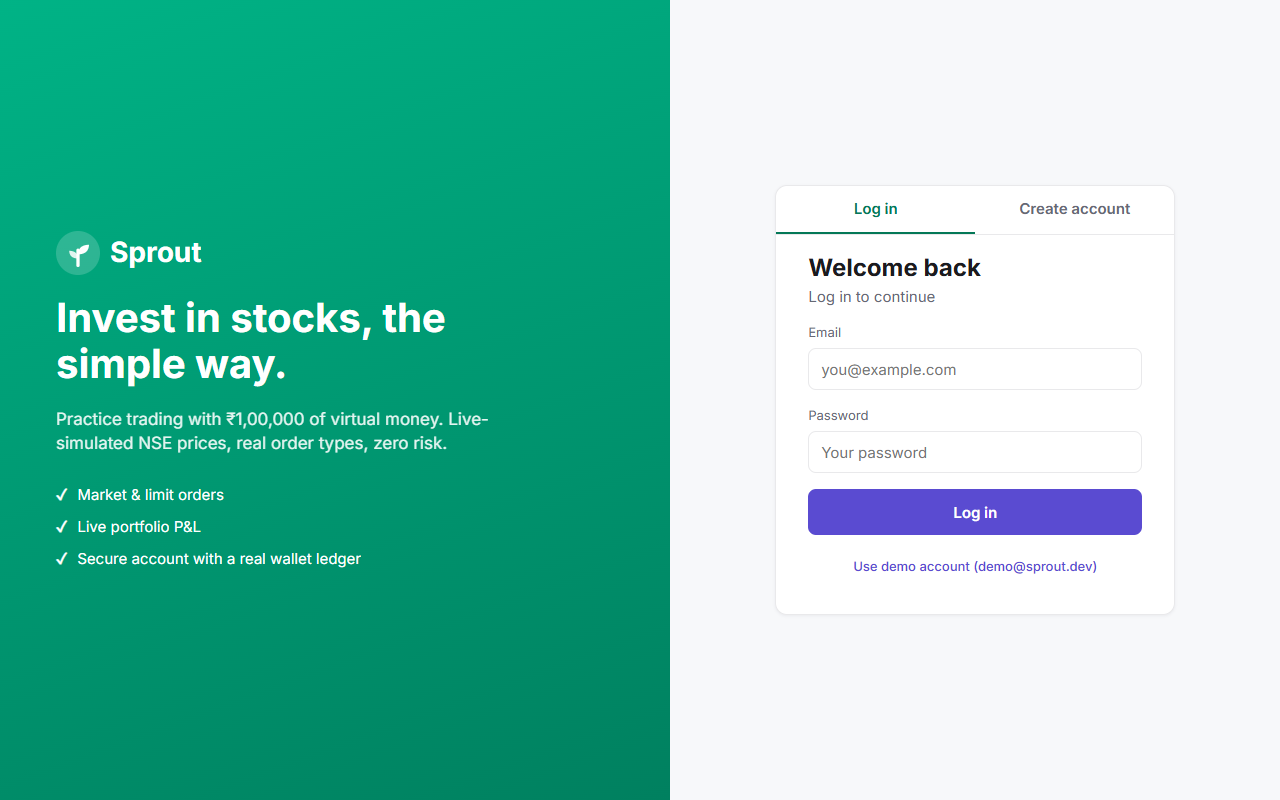 Sprout
Invest in stocks, the
simple way.
Practice trading with ₹1,00,000 of virtual money. Live-
simulated NSE prices, real order types, zero risk.
✓ Market & limit orders
✓ Live portfolio P&L
✓ Secure account with a real wallet ledger
Log in
Create account
Welcome back
Log in to continue
Email
you@example.com
Password
Your password
Log in
Use demo account (demo@sprout.dev)